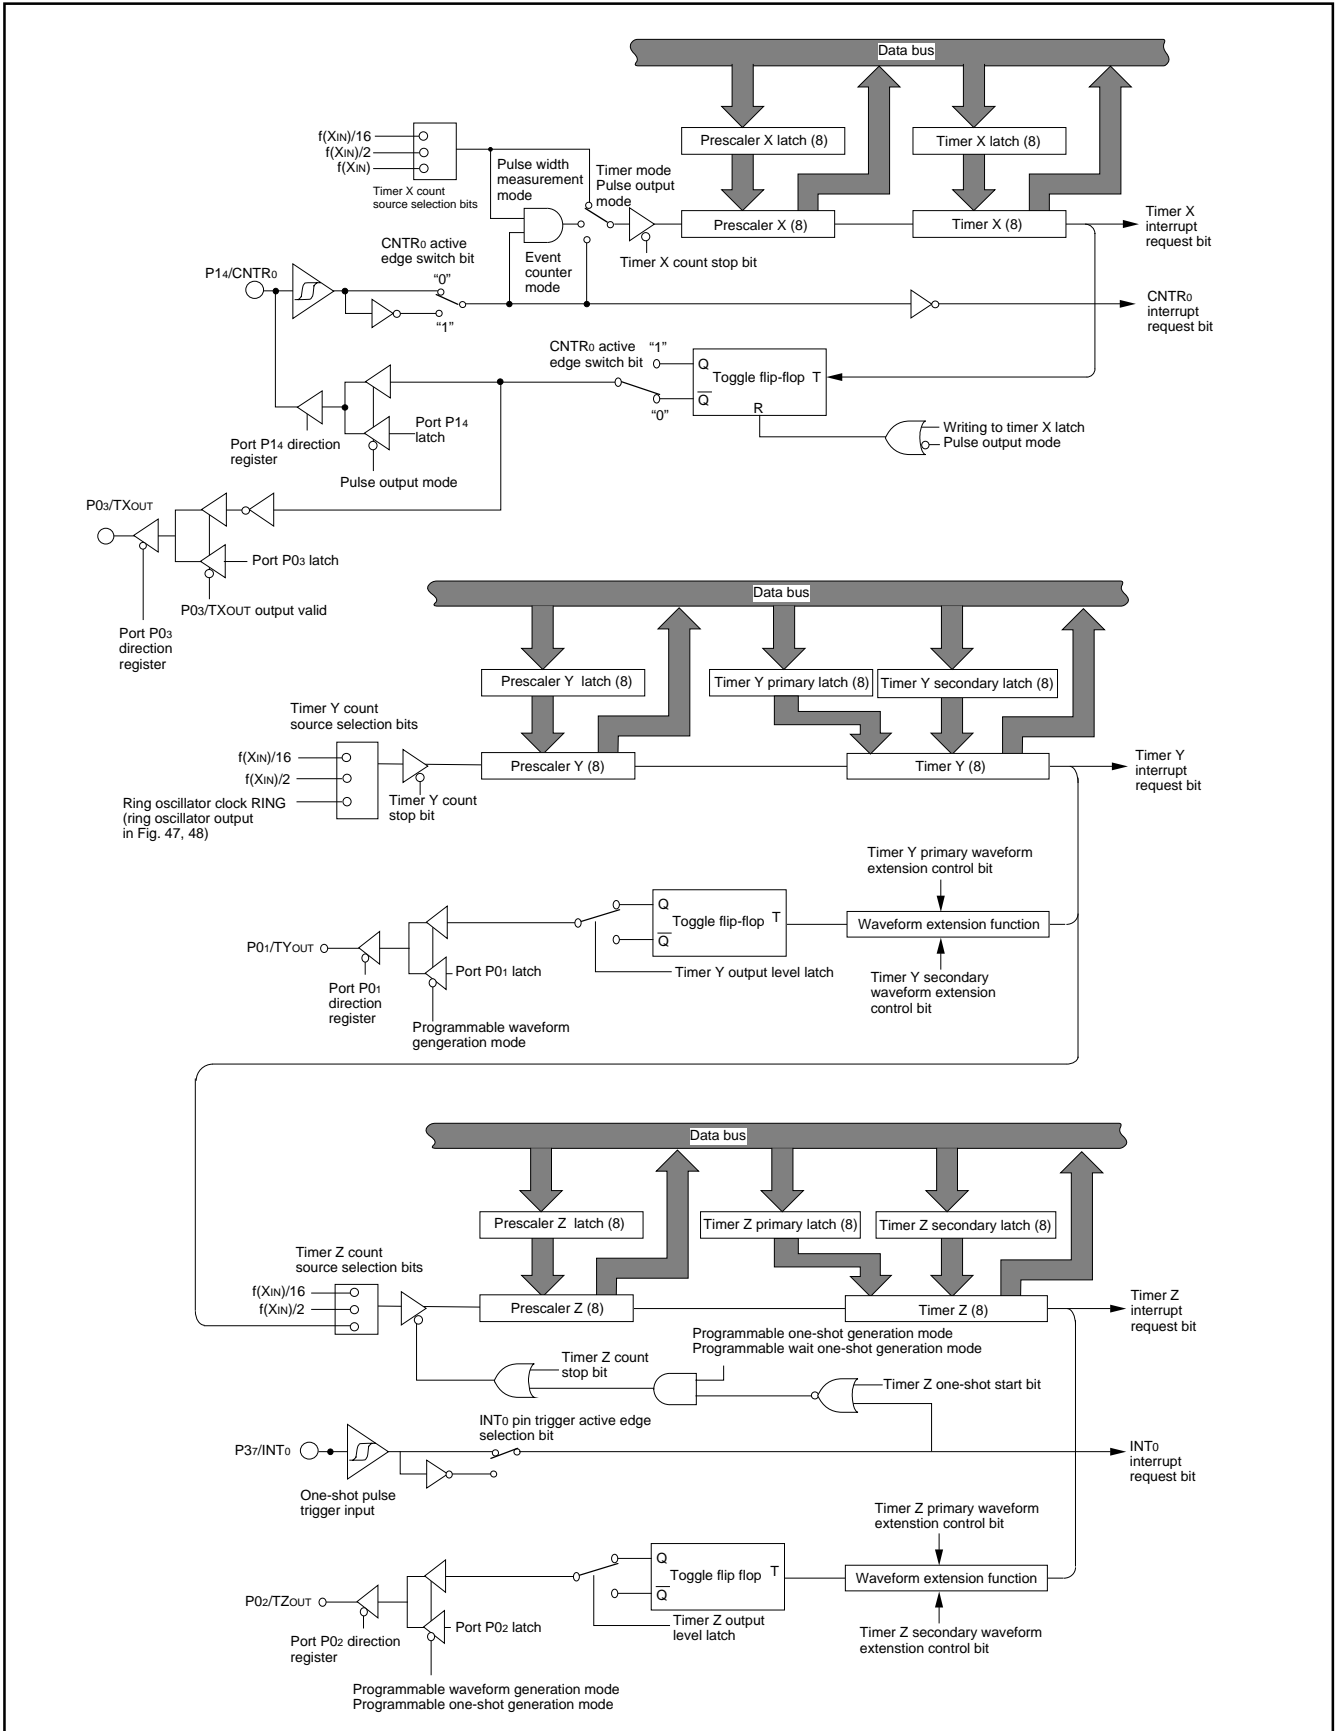 Data bus
f(XIN)/16
f(XIN)/2
f(XIN)
Timer X count
source selection bits
Pulse width
measurement
mode
Timer mode
Pulse output
mode
Prescaler X latch (8)
Timer X latch (8)
Prescaler X (8)
Timer X (8)
Timer X
interrupt
request bit
Timer X count stop bit
Event
counter
mode
CNTR0 active
edge switch bit
P14/CNTR0
“0”
“1”
CNTR0
interrupt
request bit
CNTR0 active
edge switch bit
“1”
“0”
Q
Toggle flip-flop T
Q
R
Writing to timer X latch
Pulse output mode
Port P14
latch
Port P14 direction
register
Pulse output mode
P03/TXOUT
Port P03 latch
P03/TXOUT output valid
Port P03
direction
register
Data bus
Prescaler Y latch (8)
Timer Y primary latch (8)
Timer Y secondary latch (8)
Timer Y count
source selection bits
f(XIN)/16
f(XIN)/2
Ring oscillator clock RING
(ring oscillator output
in Fig. 47, 48)
Timer Y count
stop bit
Prescaler Y (8)
Timer Y (8)
Timer Y
interrupt
request bit
Timer Y primary waveform
extension control bit
Q
Toggle flip-flop T
Q
Waveform extension function
P01/TYOUT
Port P01 latch
Timer Y output level latch
Timer Y secondary
waveform extension
control bit
Port P01
direction
register
Programmable waveform
gengeration mode
Data bus
Prescaler Z latch (8)
Timer Z primary latch (8)
Timer Z secondary latch (8)
Timer Z count
source selection bits
f(XIN)/16
f(XIN)/2
Prescaler Z (8)
Timer Z (8)
Timer Z
interrupt
request bit
Programmable one-shot generation mode
Programmable wait one-shot generation mode
Timer Z count
stop bit
Timer Z one-shot start bit
INT0 pin trigger active edge
selection bit
P37/INT0
INT0
interrupt
request bit
One-shot pulse
trigger input
Timer Z primary waveform
extenstion control bit
Q
Toggle flip flop T
Q
Waveform extension function
P02/TZOUT
Port P02 latch
Timer Z output
level latch
Timer Z secondary waveform
extenstion control bit
Port P02 direction
register
Programmable waveform generation mode
Programmable one-shot generation mode